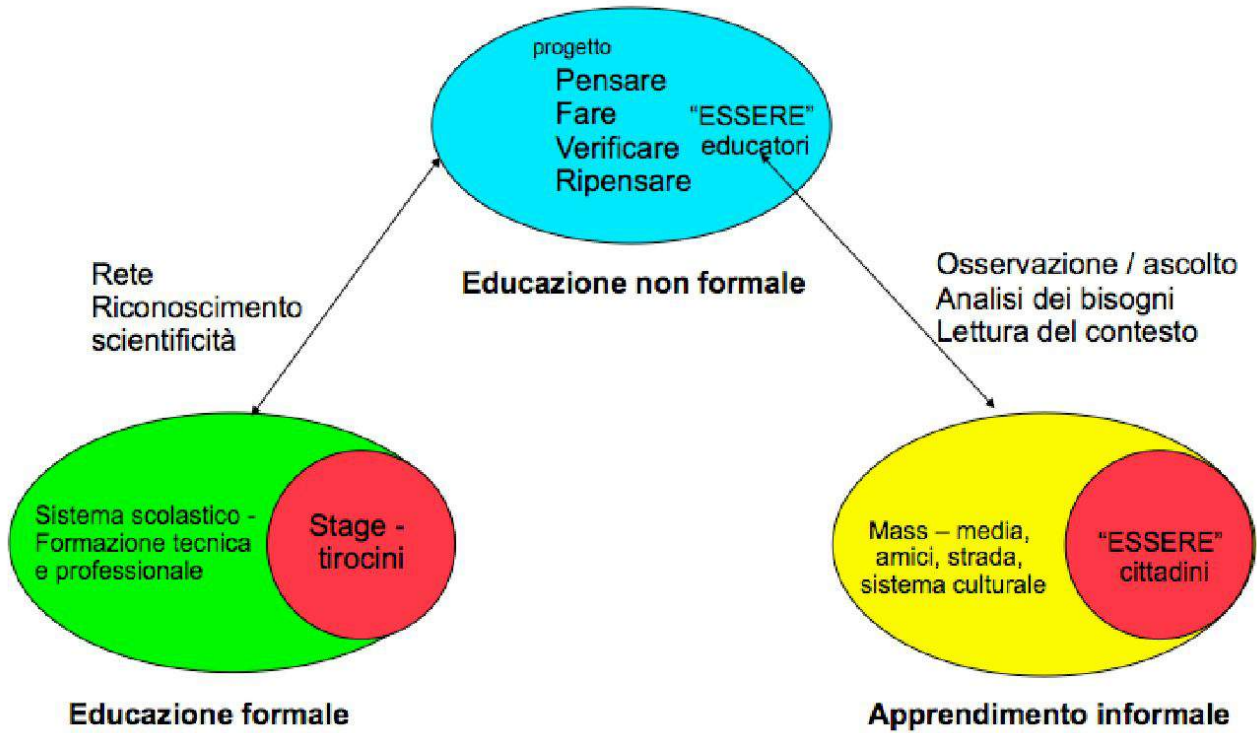 progetto
Pensare
Fare
Verificare
Ripensare
"ESSERE"
educatori
Educazione non formale
Rete
Riconoscimento
scientificità
Osservazione / ascolto
Analisi dei bisogni
Lettura del contesto
Sistema scolastico -
Formazione tecnica
e professionale
Stage -
tirocini
Mass – media,
amici, strada,
sistema culturale
"ESSERE"
cittadini
Educazione formale
Apprendimento informale